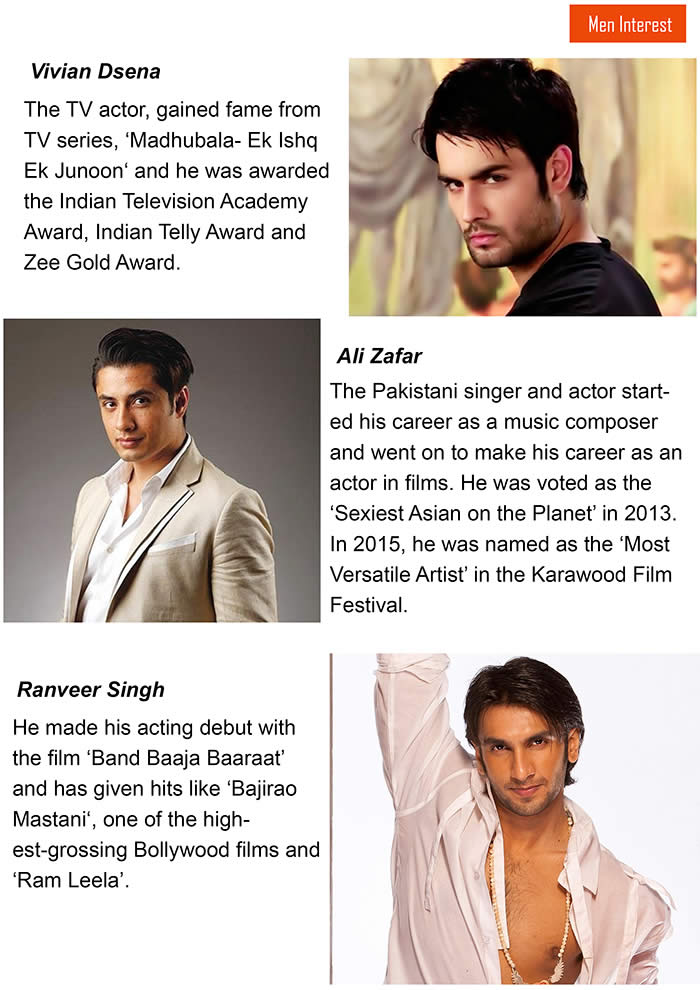 Men Interest
Vivian Dsena
The TV actor, gained fame from
TV series, ‘Madhubala- Ek Ishq
Ek Junoon‘ and he was awarded
the Indian Television Academy
Award, Indian Telly Award and
Zee Gold Award.
Ali Zafar
The Pakistani singer and actor start-
ed his career as a music composer
and went on to make his career as an
actor in films. He was voted as the
‘Sexiest Asian on the Planet’ in 2013.
In 2015, he was named as the ‘Most
Versatile Artist’ in the Karawood Film
Festival.
Ranveer Singh
He made his acting debut with
the film ‘Band Baaja Baaraat’
and has given hits like ‘Bajirao
Mastani‘, one of the high-
est-grossing Bollywood films and
‘Ram Leela’.